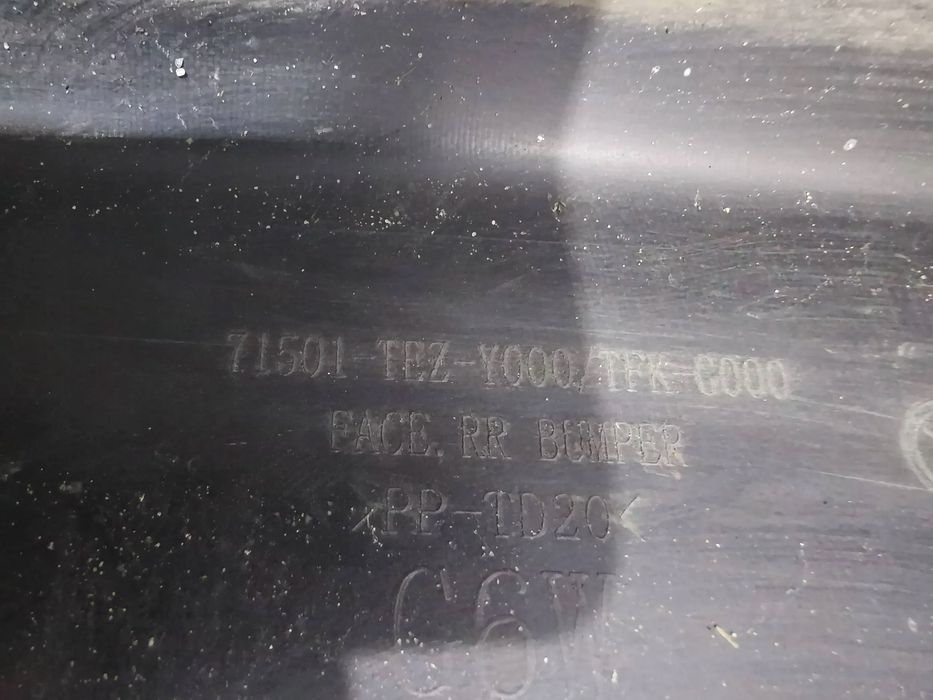 71501-TEZ-Y000/TFK-G000
FACE, RR BUMPER
>PP-TD20<